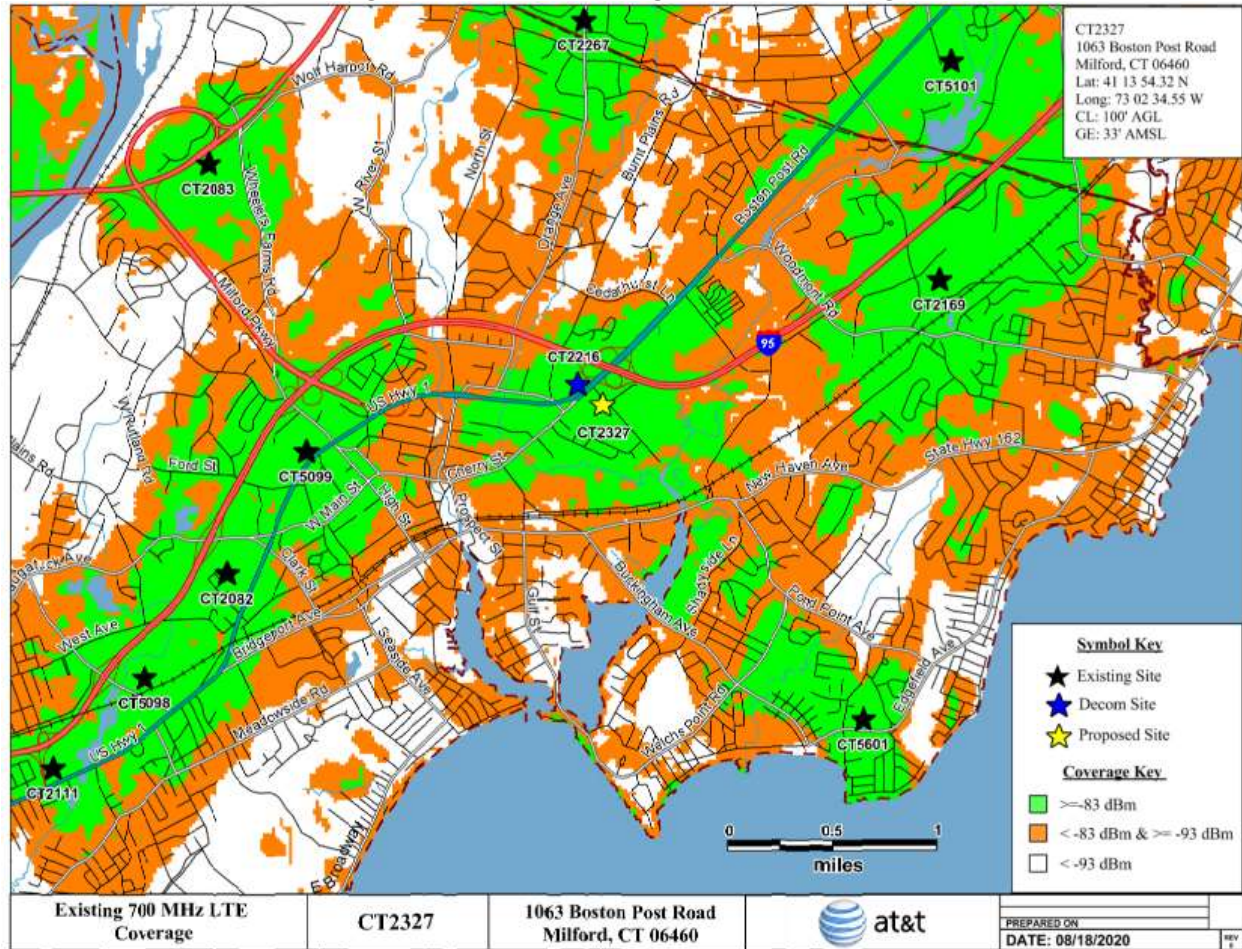 CT2267
CT2327
1063 Boston Post Road
Milford, CT 06460
Lat: 41 13 54.32 N
Long: 73 02 34.55 W
CL: 100' AGL
GE: 33' AMSL
Wolf Harbor Rd
CT5101
North St
Burnt Plains Rd
CT2083
W River St
Boston Post Rd
Wheelers Farms Rd
Orange Ave
Woodmont Rd
CT2169
Cedarhurst Ln
Milford Pkwy
95
CT2216
US Hwy 1
CT2327
W Rutland Rd
Ford St
CT5099
Cherry St
New Haven Ave
State Hwy 162
W Main St
High St
Prospect St
Clark St
CT2082
Gulf St
Buckingham Ave
Shadyside Ln
Pond Point Ave
West Ave
Bridgeport Ave
Seaside Ave
CT5098
Meadowside Rd
Welchs Point Rd
Edgefield Ave
CT5601
US Hwy 1
CT2111
E Broadway
0 0.5 1
miles
Symbol Key
Existing Site
Decom Site
Proposed Site
Coverage Key
>=-83 dBm
< -83 dBm & >= -93 dBm
< -93 dBm
Existing 700 MHz LTE
Coverage
CT2327
1063 Boston Post Road
Milford, CT 06460
at&t
PREPARED ON
DATE: 08/18/2020
REV